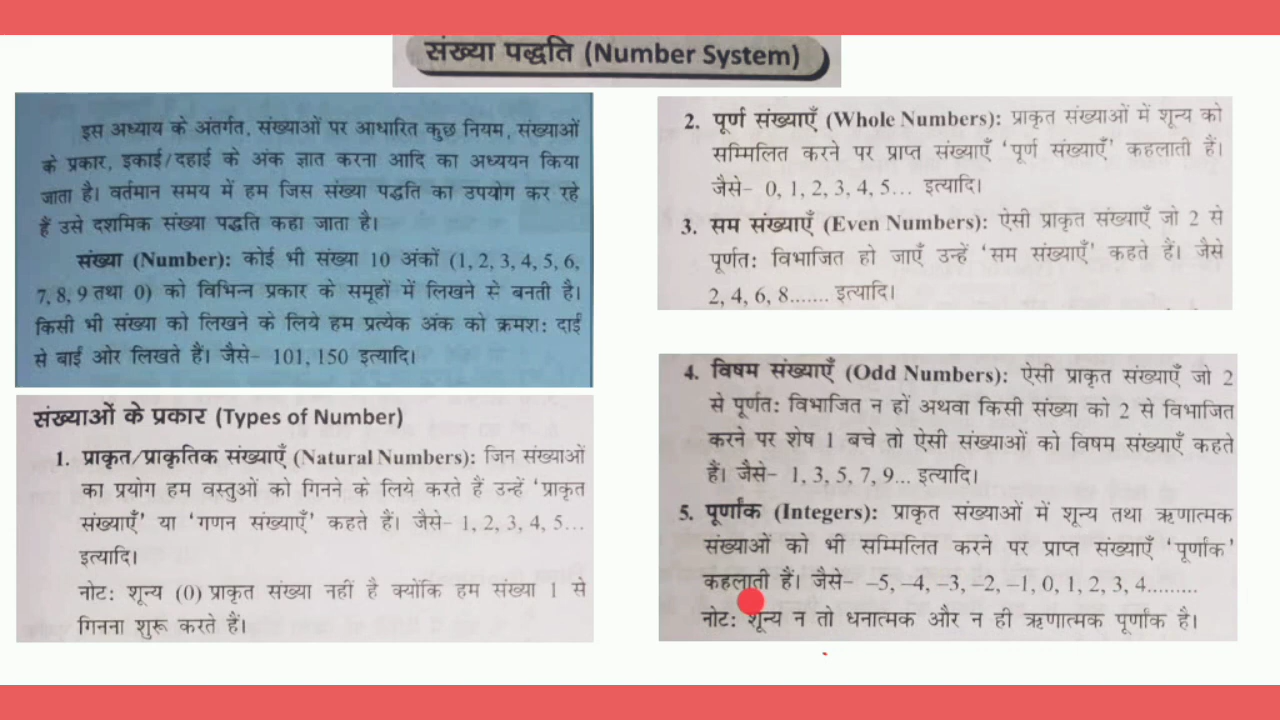 संख्या पद्धति (Number System)
इस अध्याय के अंतर्गत, संख्याओं पर आधारित कुछ नियम, संख्याओं
के प्रकार, इकाई/दहाई के अंक ज्ञात करना आदि का अध्ययन किया
जाता है। वर्तमान समय में हम जिस संख्या पद्धति का उपयोग कर रहे
हैं उसे दशमिक संख्या पद्धति कहा जाता है।
संख्या (Number): कोई भी संख्या 10 अंकों (1, 2, 3, 4, 5, 6,
7, 8, 9 तथा 0) को विभिन्न प्रकार के समूहों में लिखने से बनती है।
किसी भी संख्या को लिखने के लिये हम प्रत्येक अंक को क्रमश: दाईं
से बाईं ओर लिखते हैं। जैसे– 101, 150 इत्यादि।
संख्याओं के प्रकार (Types of Number)
1. प्राकृत/प्राकृतिक संख्याएँ (Natural Numbers): जिन संख्याओं
का प्रयोग हम वस्तुओं को गिनने के लिये करते हैं उन्हें ‘प्राकृत
संख्याएँ’ या ‘गणन संख्याएँ’ कहते हैं। जैसे– 1, 2, 3, 4, 5...
इत्यादि।
नोट: शून्य (0) प्राकृत संख्या नहीं है क्योंकि हम संख्या 1 से
गिनना शुरू करते हैं।
2. पूर्ण संख्याएँ (Whole Numbers): प्राकृत संख्याओं में शून्य को
सम्मिलित करने पर प्राप्त संख्याएँ ‘पूर्ण संख्याएँ’ कहलाती हैं।
जैसे– 0, 1, 2, 3, 4, 5... इत्यादि।
3. सम संख्याएँ (Even Numbers): ऐसी प्राकृत संख्याएँ जो 2 से
पूर्णत: विभाजित हो जाएँ उन्हें ‘सम संख्याएँ’ कहते हैं। जैसे
2, 4, 6, 8....... इत्यादि।
4. विषम संख्याएँ (Odd Numbers): ऐसी प्राकृत संख्याएँ जो 2
से पूर्णत: विभाजित न हों अथवा किसी संख्या को 2 से विभाजित
करने पर शेष 1 बचे तो ऐसी संख्याओं को विषम संख्याएँ कहते
हैं। जैसे– 1, 3, 5, 7, 9... इत्यादि।
5. पूर्णांक (Integers): प्राकृत संख्याओं में शून्य तथा ऋणात्मक
संख्याओं को भी सम्मिलित करने पर प्राप्त संख्याएँ ‘पूर्णांक’
कहलाती हैं। जैसे– –5, –4, –3, –2, –1, 0, 1, 2, 3, 4.........
नोट: शून्य न तो धनात्मक और न ही ऋणात्मक पूर्णांक है।